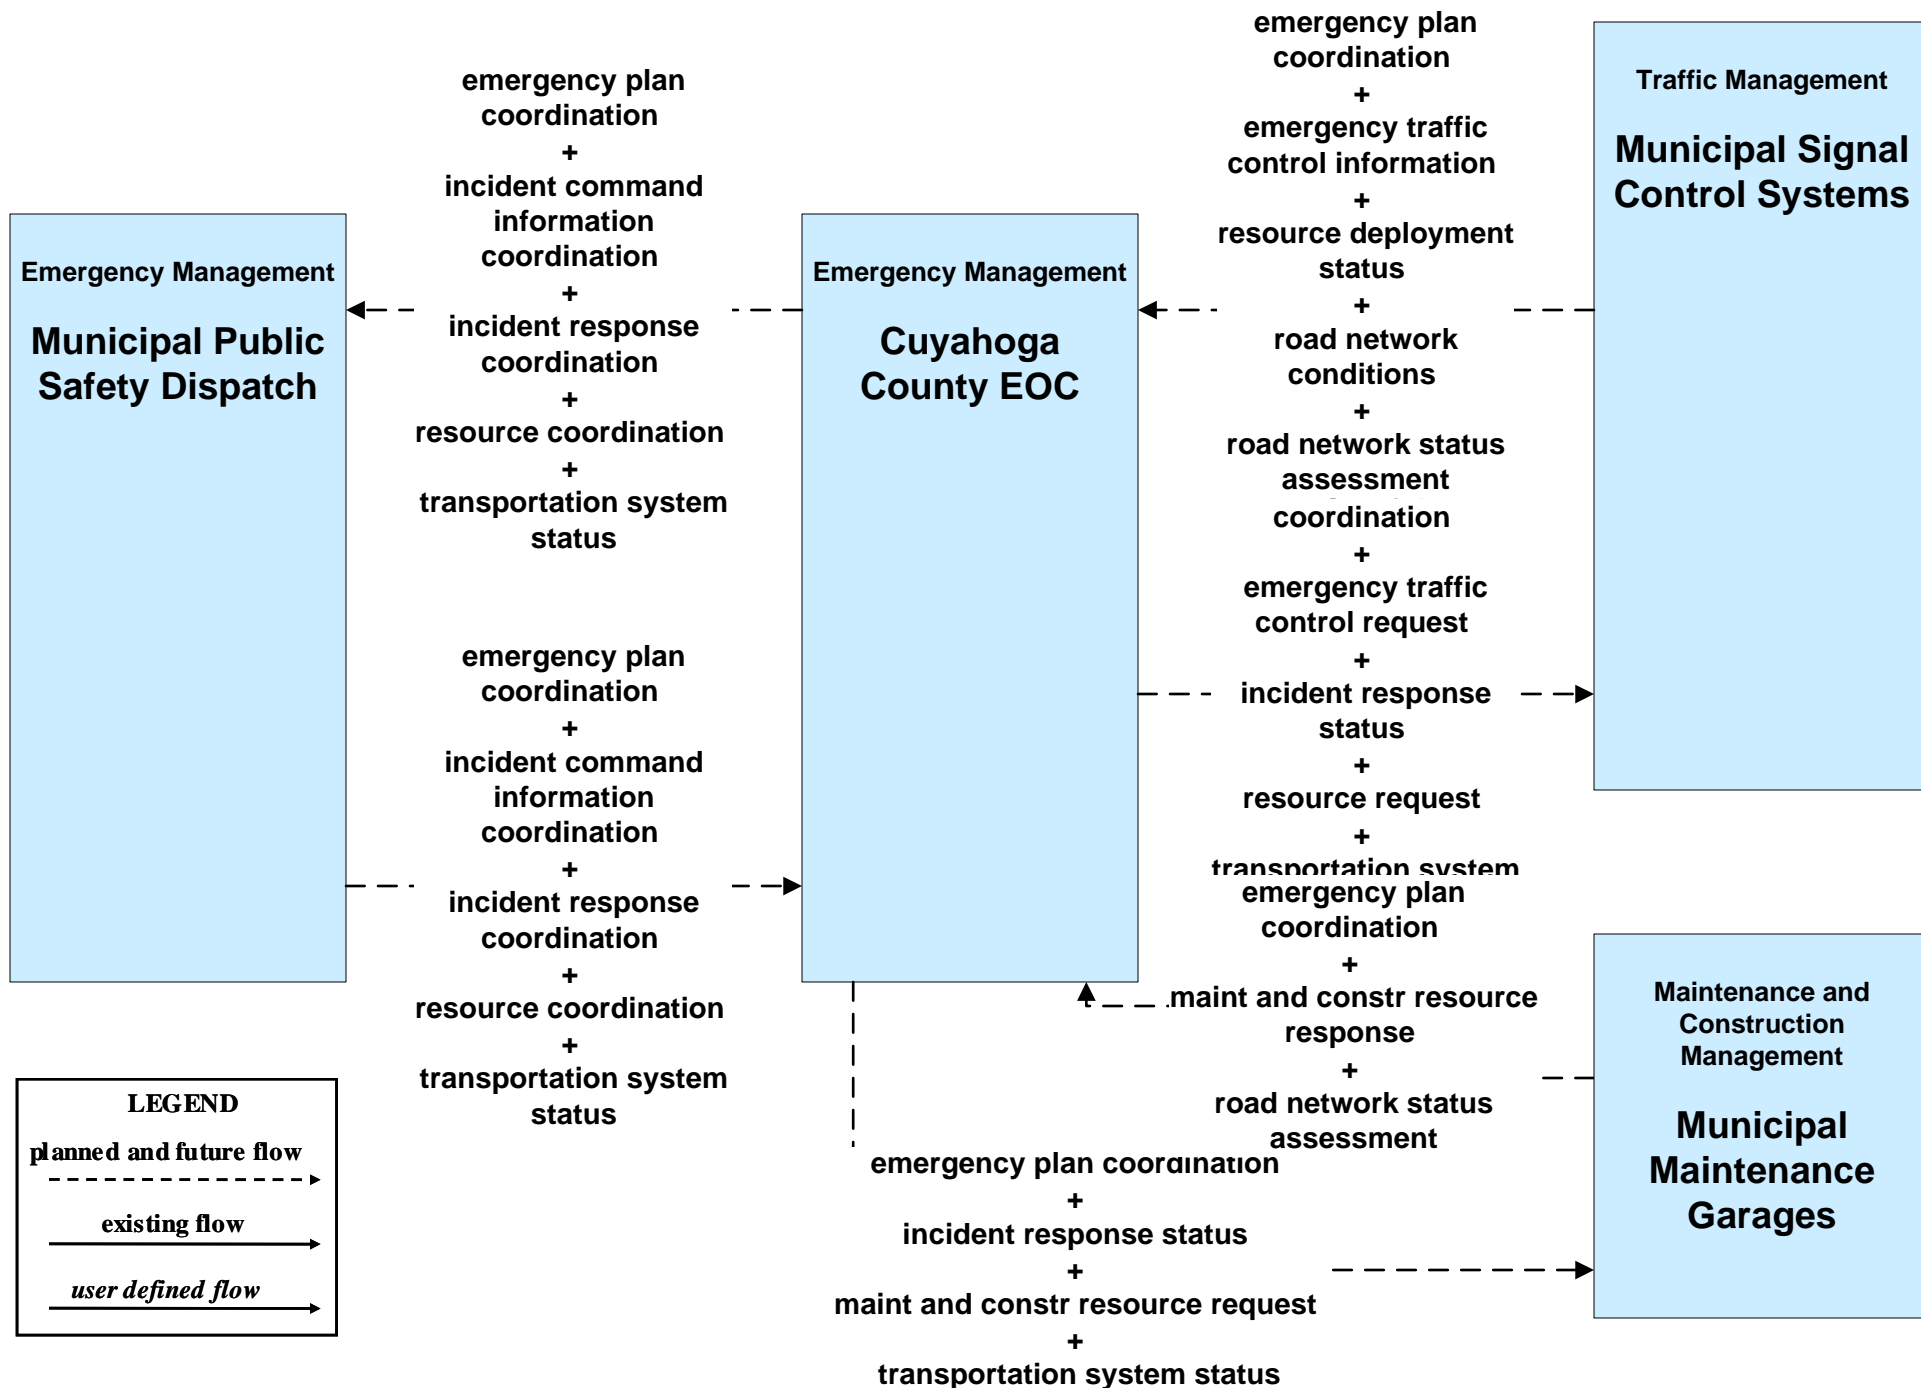 emergency plan
coordination
+
incident command
information
coordination
+
incident response
coordination
+
resource coordination
+
transportation system
status
emergency plan
coordination
+
emergency traffic
control information
+
resource deployment
status
+
road network
conditions
+
road network status
assessment
coordination
+
emergency traffic
control request
+
incident response
status
+
resource request
+
transportation system
Traffic Management
Municipal Signal
Control Systems
Emergency Management
Municipal Public
Safety Dispatch
Emergency Management
Cuyahoga
County EOC
emergency plan
coordination
+
incident command
information
coordination
+
incident response
coordination
+
resource coordination
+
transportation system
status
emergency plan
coordination
+
maint and constr resource
response
+
road network status
assessment
Maintenance and
Construction
Management
Municipal
Maintenance
Garages
emergency plan coordination
+
incident response status
+
maint and constr resource request
+
transportation system status
LEGEND
planned and future flow
existing flow
user defined flow